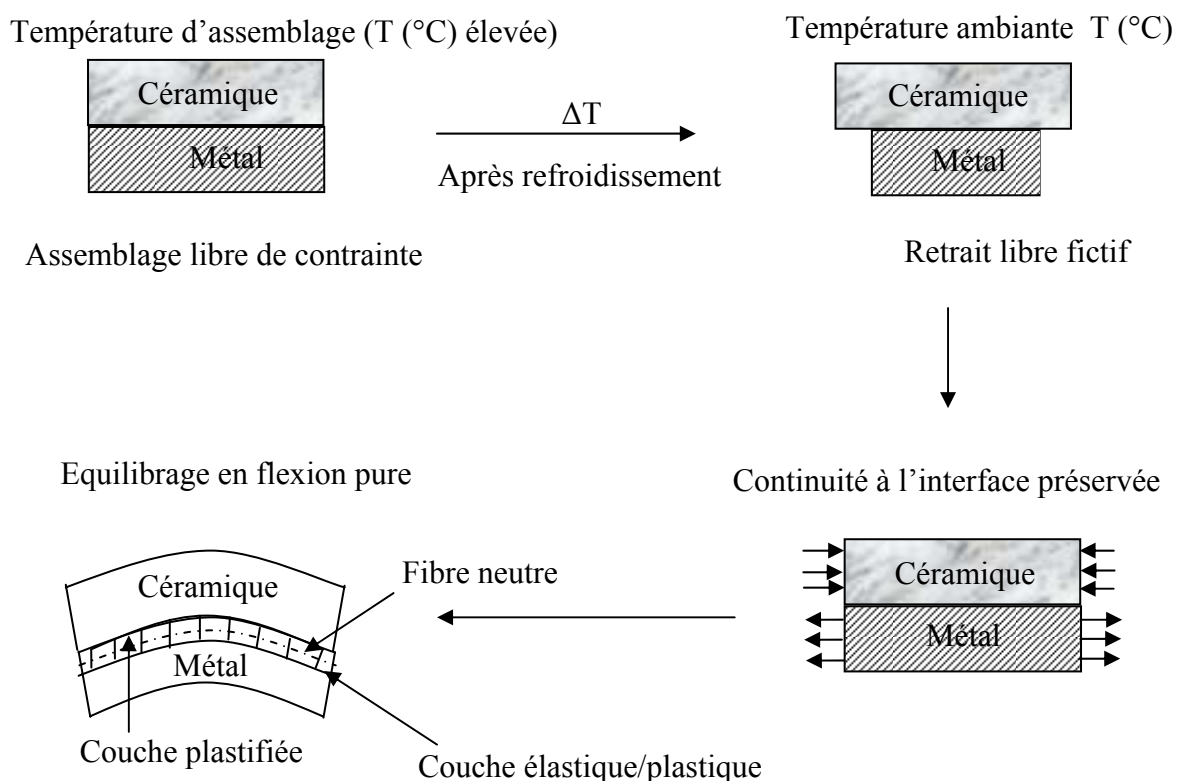 Température d’assemblage (T (°C) élevée)
Température ambiante T (°C)
Céramique
Métal
ΔT
Après refroidissement
Céramique
Métal
Assemblage libre de contrainte
Retrait libre fictif
Equilibrage en flexion pure
Continuité à l’interface préservée
Céramique
Métal
Fibre neutre
Couche plastifiée
Couche élastique/plastique
Céramique
Métal